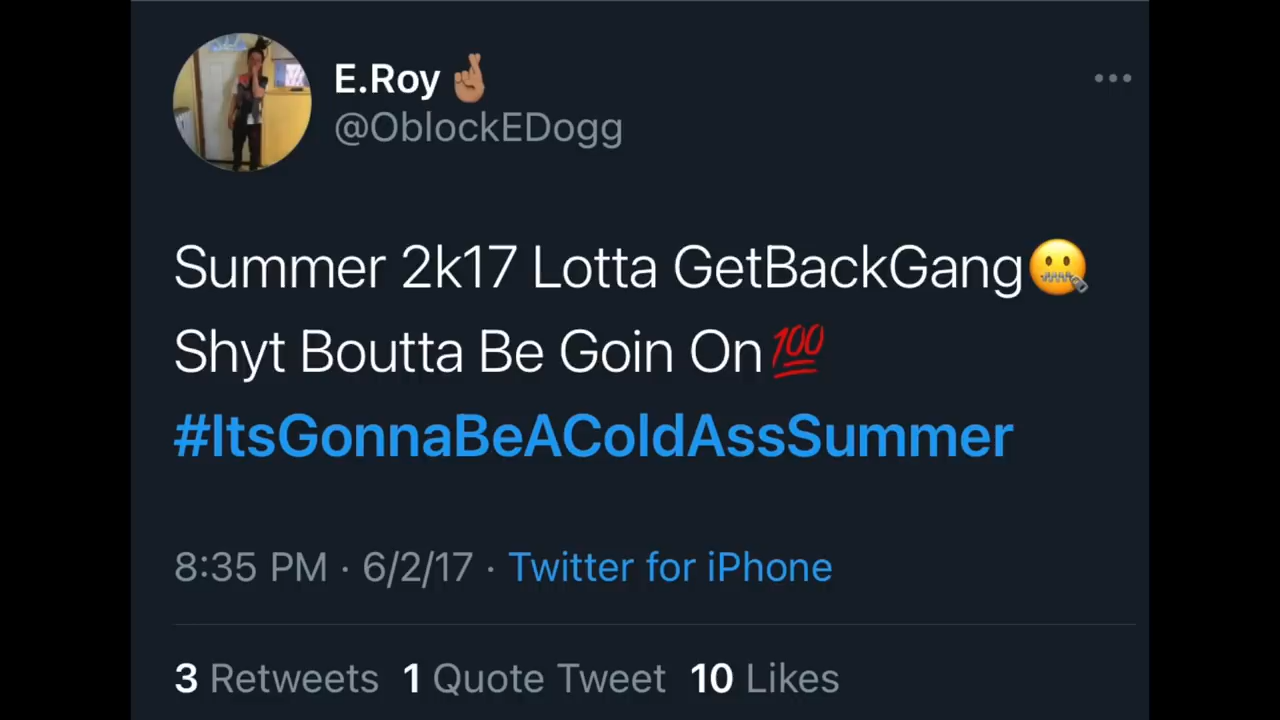 E.Roy 🤞🏽
@OblockEDogg
Summer 2k17 Lotta GetBackGang🤐
Shyt Boutta Be Goin On💯
#ItsGonnaBeAColdAssSummer
8:35 PM · 6/2/17 · Twitter for iPhone
3 Retweets 1 Quote Tweet 10 Likes